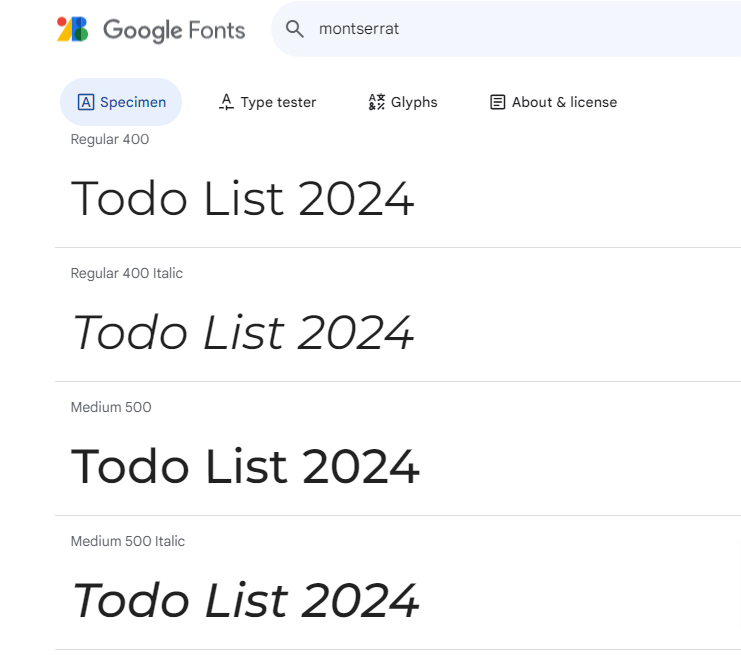 Google Fonts montserrat
Specimen Type tester Glyphs About & license
Regular 400
Todo List 2024
Regular 400 Italic
Todo List 2024
Medium 500
Todo List 2024
Medium 500 Italic
Todo List 2024